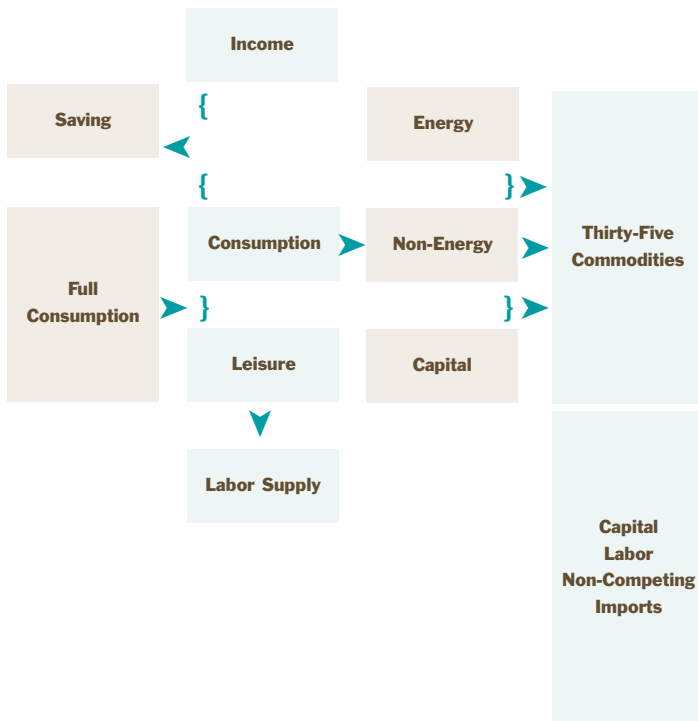 Income
Saving
{
Energy
{
}
Consumption
Non-Energy
Thirty-Five
Commodities
Full
Consumption
}
}
Leisure
Capital
Labor Supply
Capital
Labor
Non-Competing
Imports